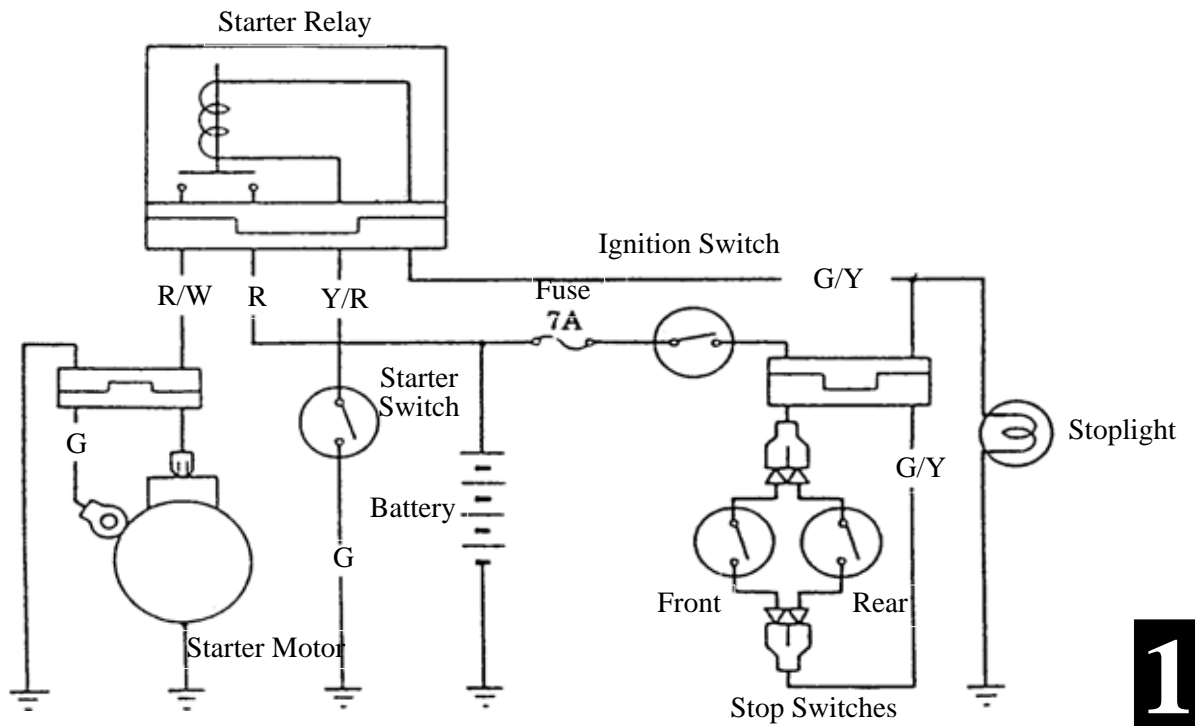 Starter Relay
Ignition Switch
G/Y
R/W
R
Y/R
Fuse
7A
Starter
Switch
Stoplight
G
G/Y
Battery
G
Front
Rear
Starter Motor
Stop Switches
1